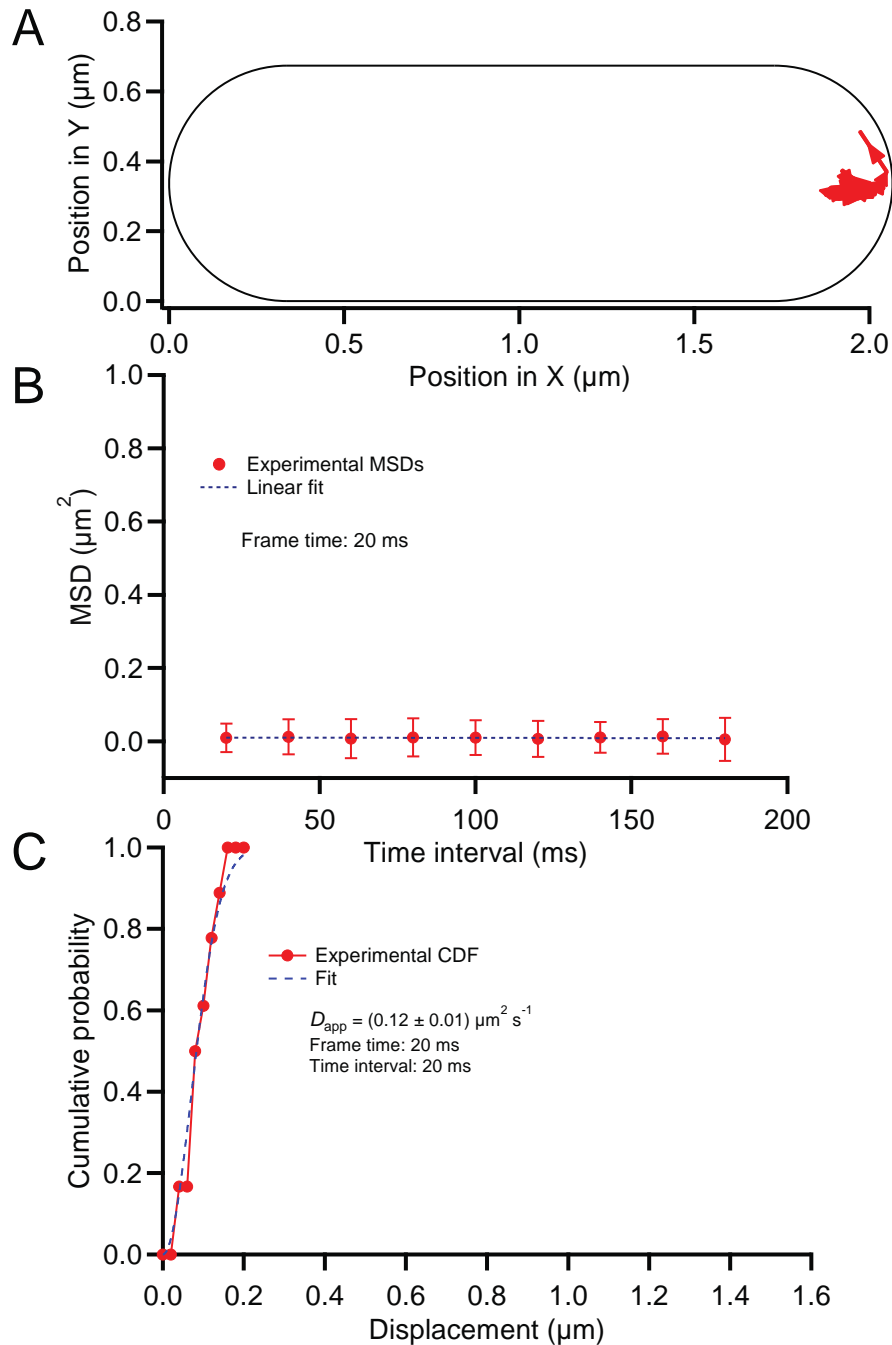 A
0.8
0.6
0.4
0.2
0.0
Position in Y (µm)
0.0 0.5 1.0 1.5 2.0
Position in X (µm)
B
1.0
0.8
0.6
0.4
0.2
0.0
MSD (µm²)
Experimental MSDs
Linear fit
Frame time: 20 ms
0 50 100 150 200
Time interval (ms)
C
1.0
0.8
0.6
0.4
0.2
0.0
Cumulative probability
Experimental CDF
Fit
D_app = (0.12 ± 0.01) µm² s⁻¹
Frame time: 20 ms
Time interval: 20 ms
0.0 0.2 0.4 0.6 0.8 1.0 1.2 1.4 1.6
Displacement (µm)